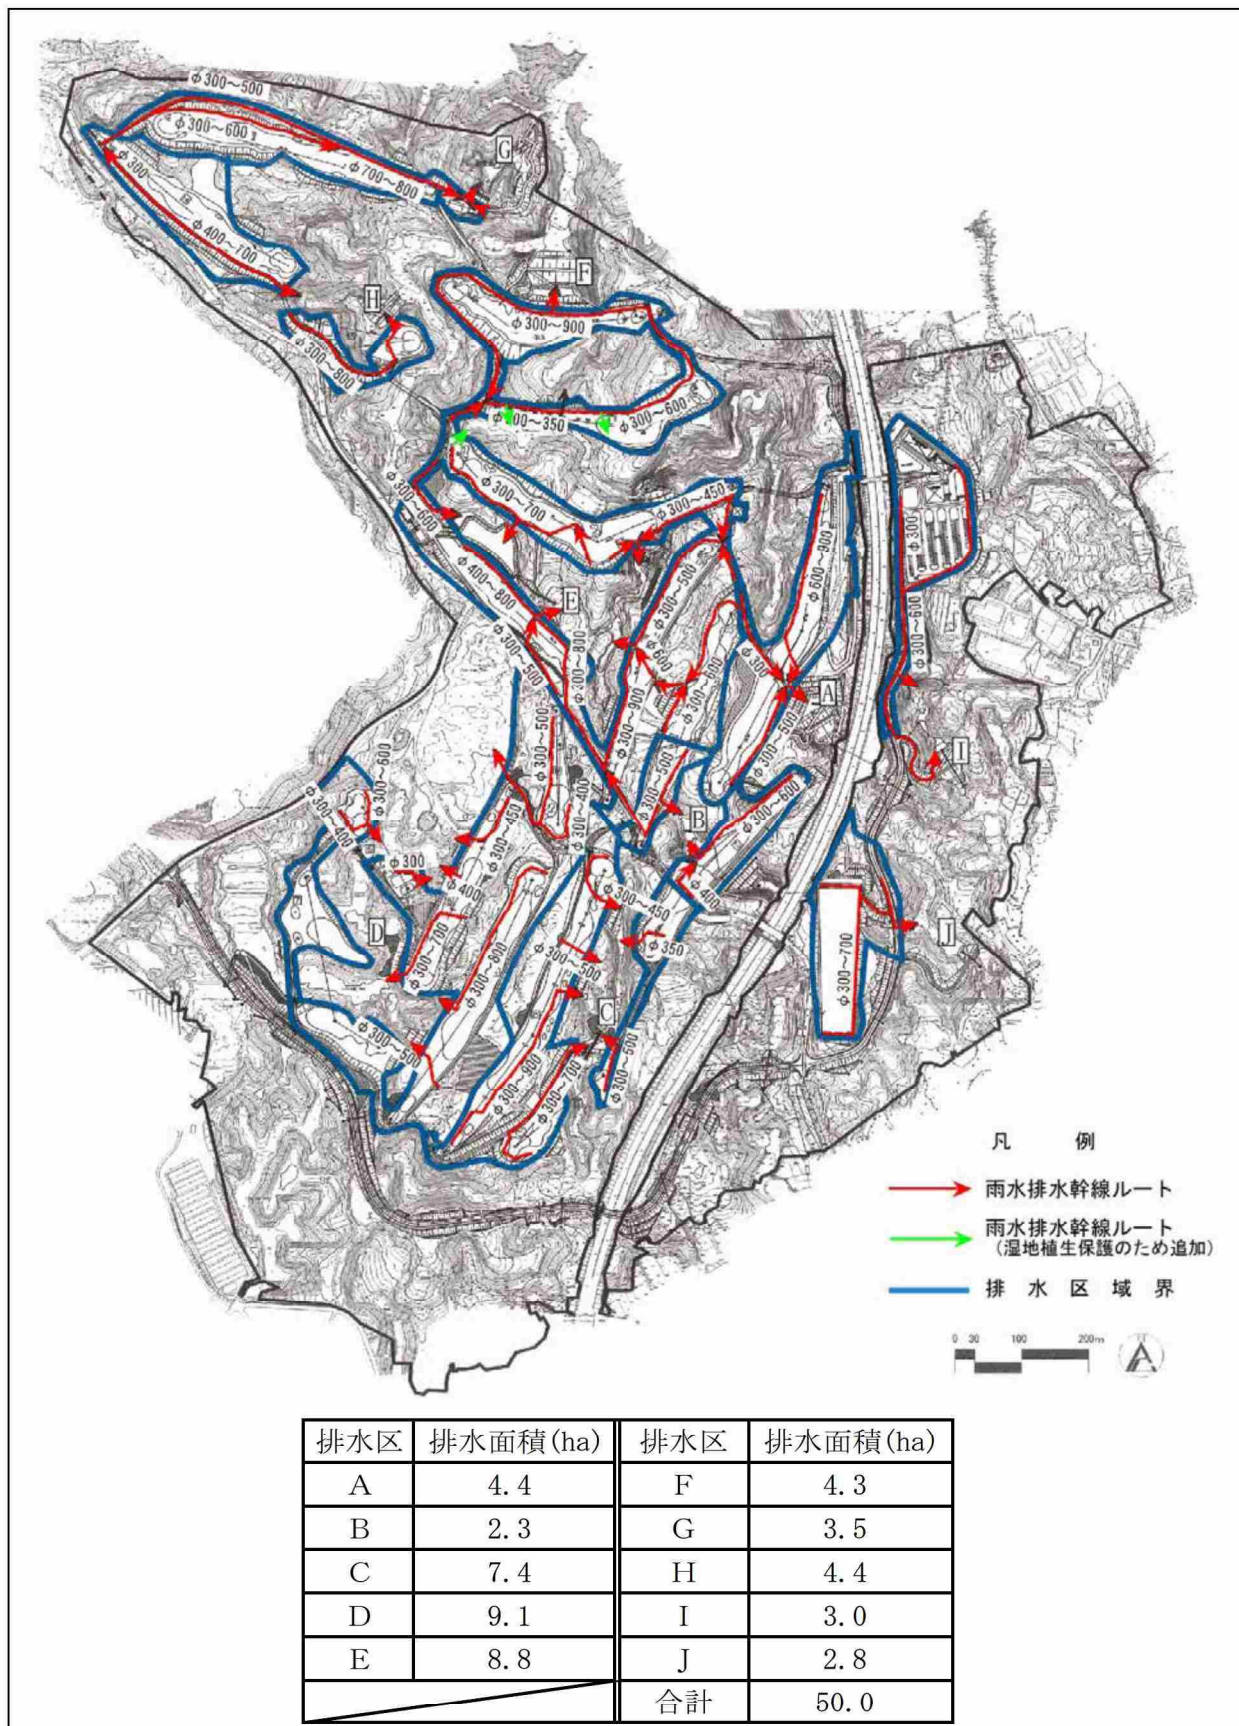 φ300〜500
φ300〜600
G
φ700〜800
φ300
φ400〜700
F
H
φ300〜900
φ300〜800
φ300〜600
φ300〜450
φ300〜700
φ300
φ300〜600
φ600〜900
φ400〜800
φ300〜500
E
φ300〜800
φ300〜500
φ600
φ300
φ300〜600
φ300〜600
A
φ300〜900
φ300〜500
φ300〜500
φ300〜500
I
φ300〜600
φ300〜400
φ300〜400
B
φ300〜600
φ300〜450
φ300
φ400
φ400
φ300〜450
D
φ350
J
φ300〜700
φ300〜800
φ300〜500
φ300〜700
C
φ300〜500
φ300〜900
φ300〜700
φ300〜600
凡 例
雨水排水幹線ルート
雨水排水幹線ルート
(湿地植生保護のため追加)
排 水 区 域 界
0 30 100 200m
排水区 排水面積(ha) 排水区 排水面積(ha)
A 4.4 F 4.3
B 2.3 G 3.5
C 7.4 H 4.4
D 9.1 I 3.0
E 8.8 J 2.8
合計 50.0